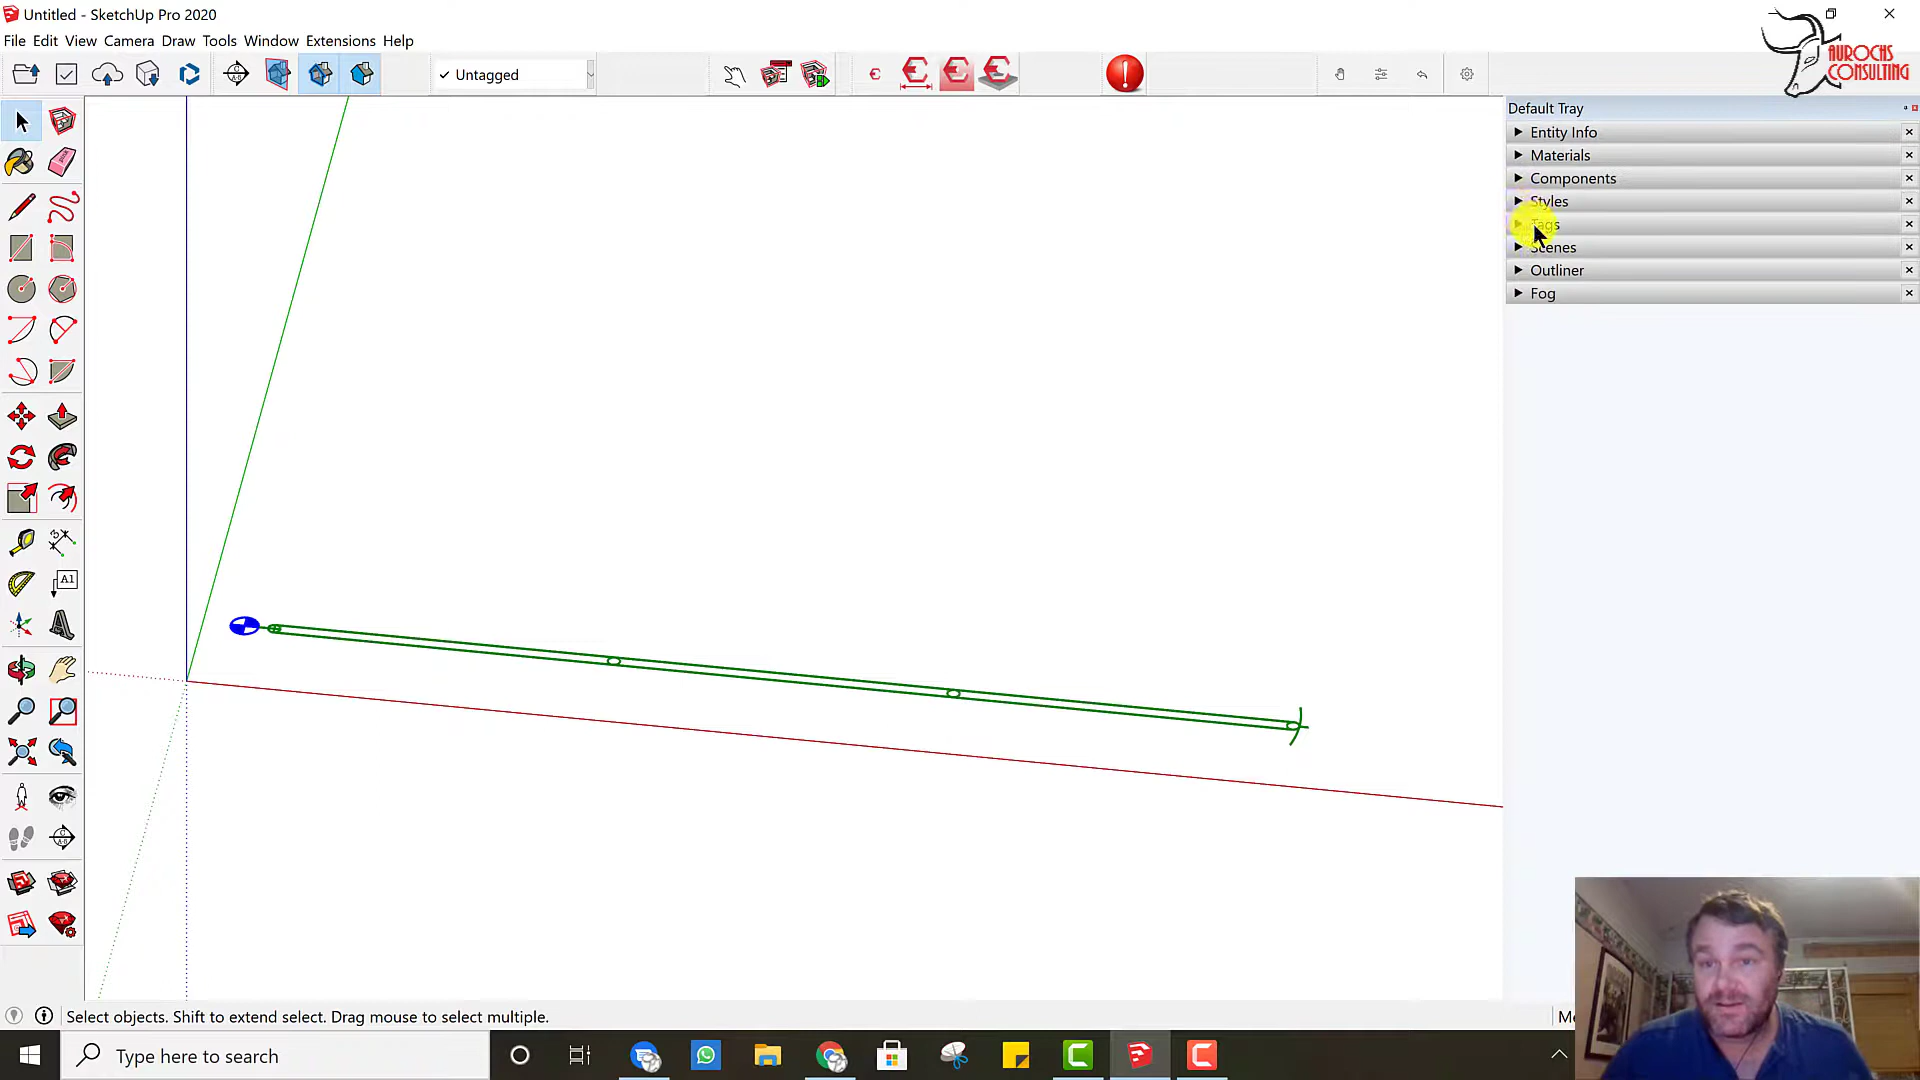 Untitled - SketchUp Pro 2020
File Edit View Camera Draw Tools Window Extensions Help
✓ Untagged
AUROCHS
CONSULTING
Default Tray
Entity Info
Materials
Components
Styles
Tags
Scenes
Outliner
Fog
A1
Select objects. Shift to extend select. Drag mouse to select multiple.
Type here to search